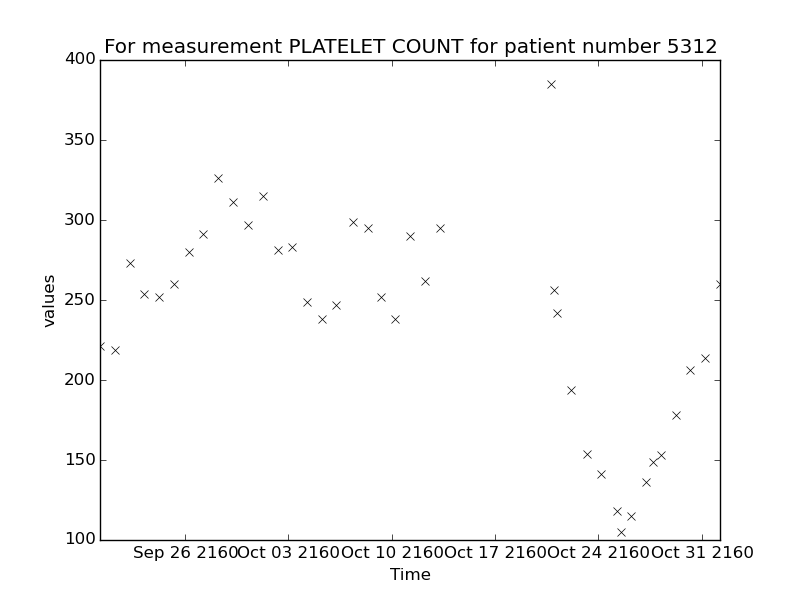 For measurement PLATELET COUNT for patient number 5312
400
350
300
250
200
150
100
values
Sep 26 2160 Oct 03 2160 Oct 10 2160 Oct 17 2160 Oct 24 2160 Oct 31 2160
Time